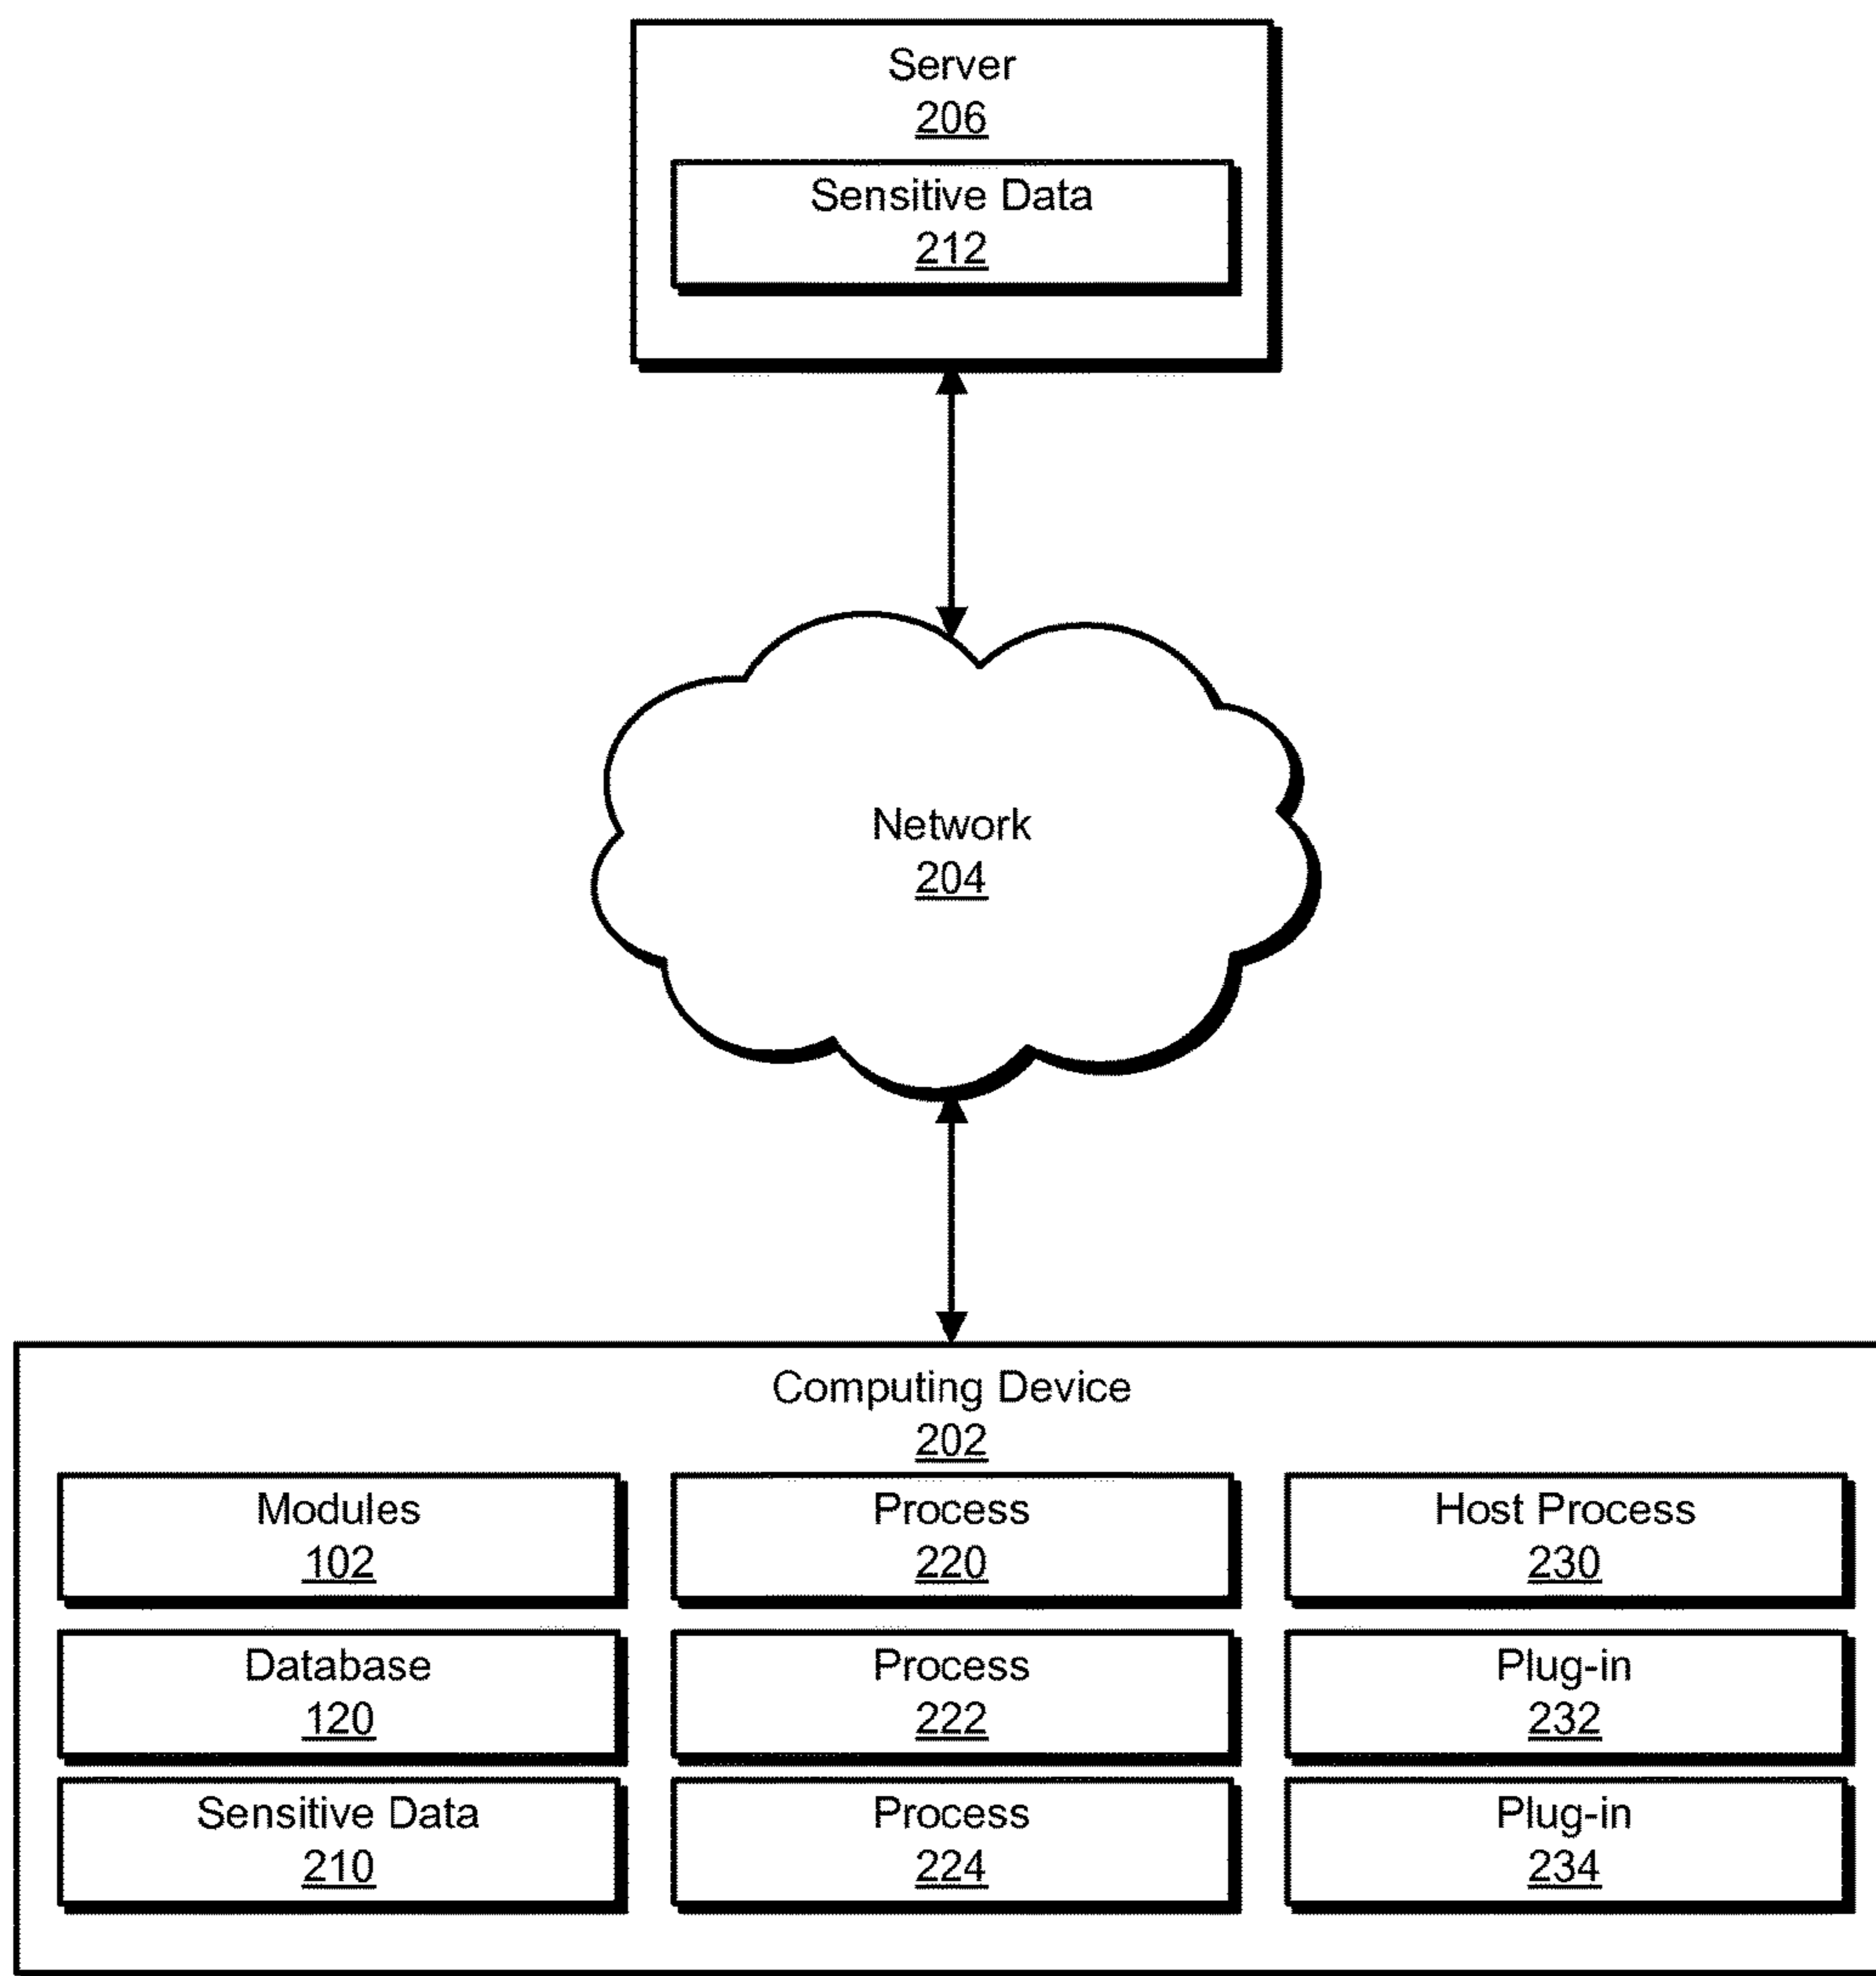 Server
206
Sensitive Data
212
Network
204
Computing Device
202
Modules
102
Process
220
Host Process
230
Database
120
Process
222
Plug-in
232
Sensitive Data
210
Process
224
Plug-in
234